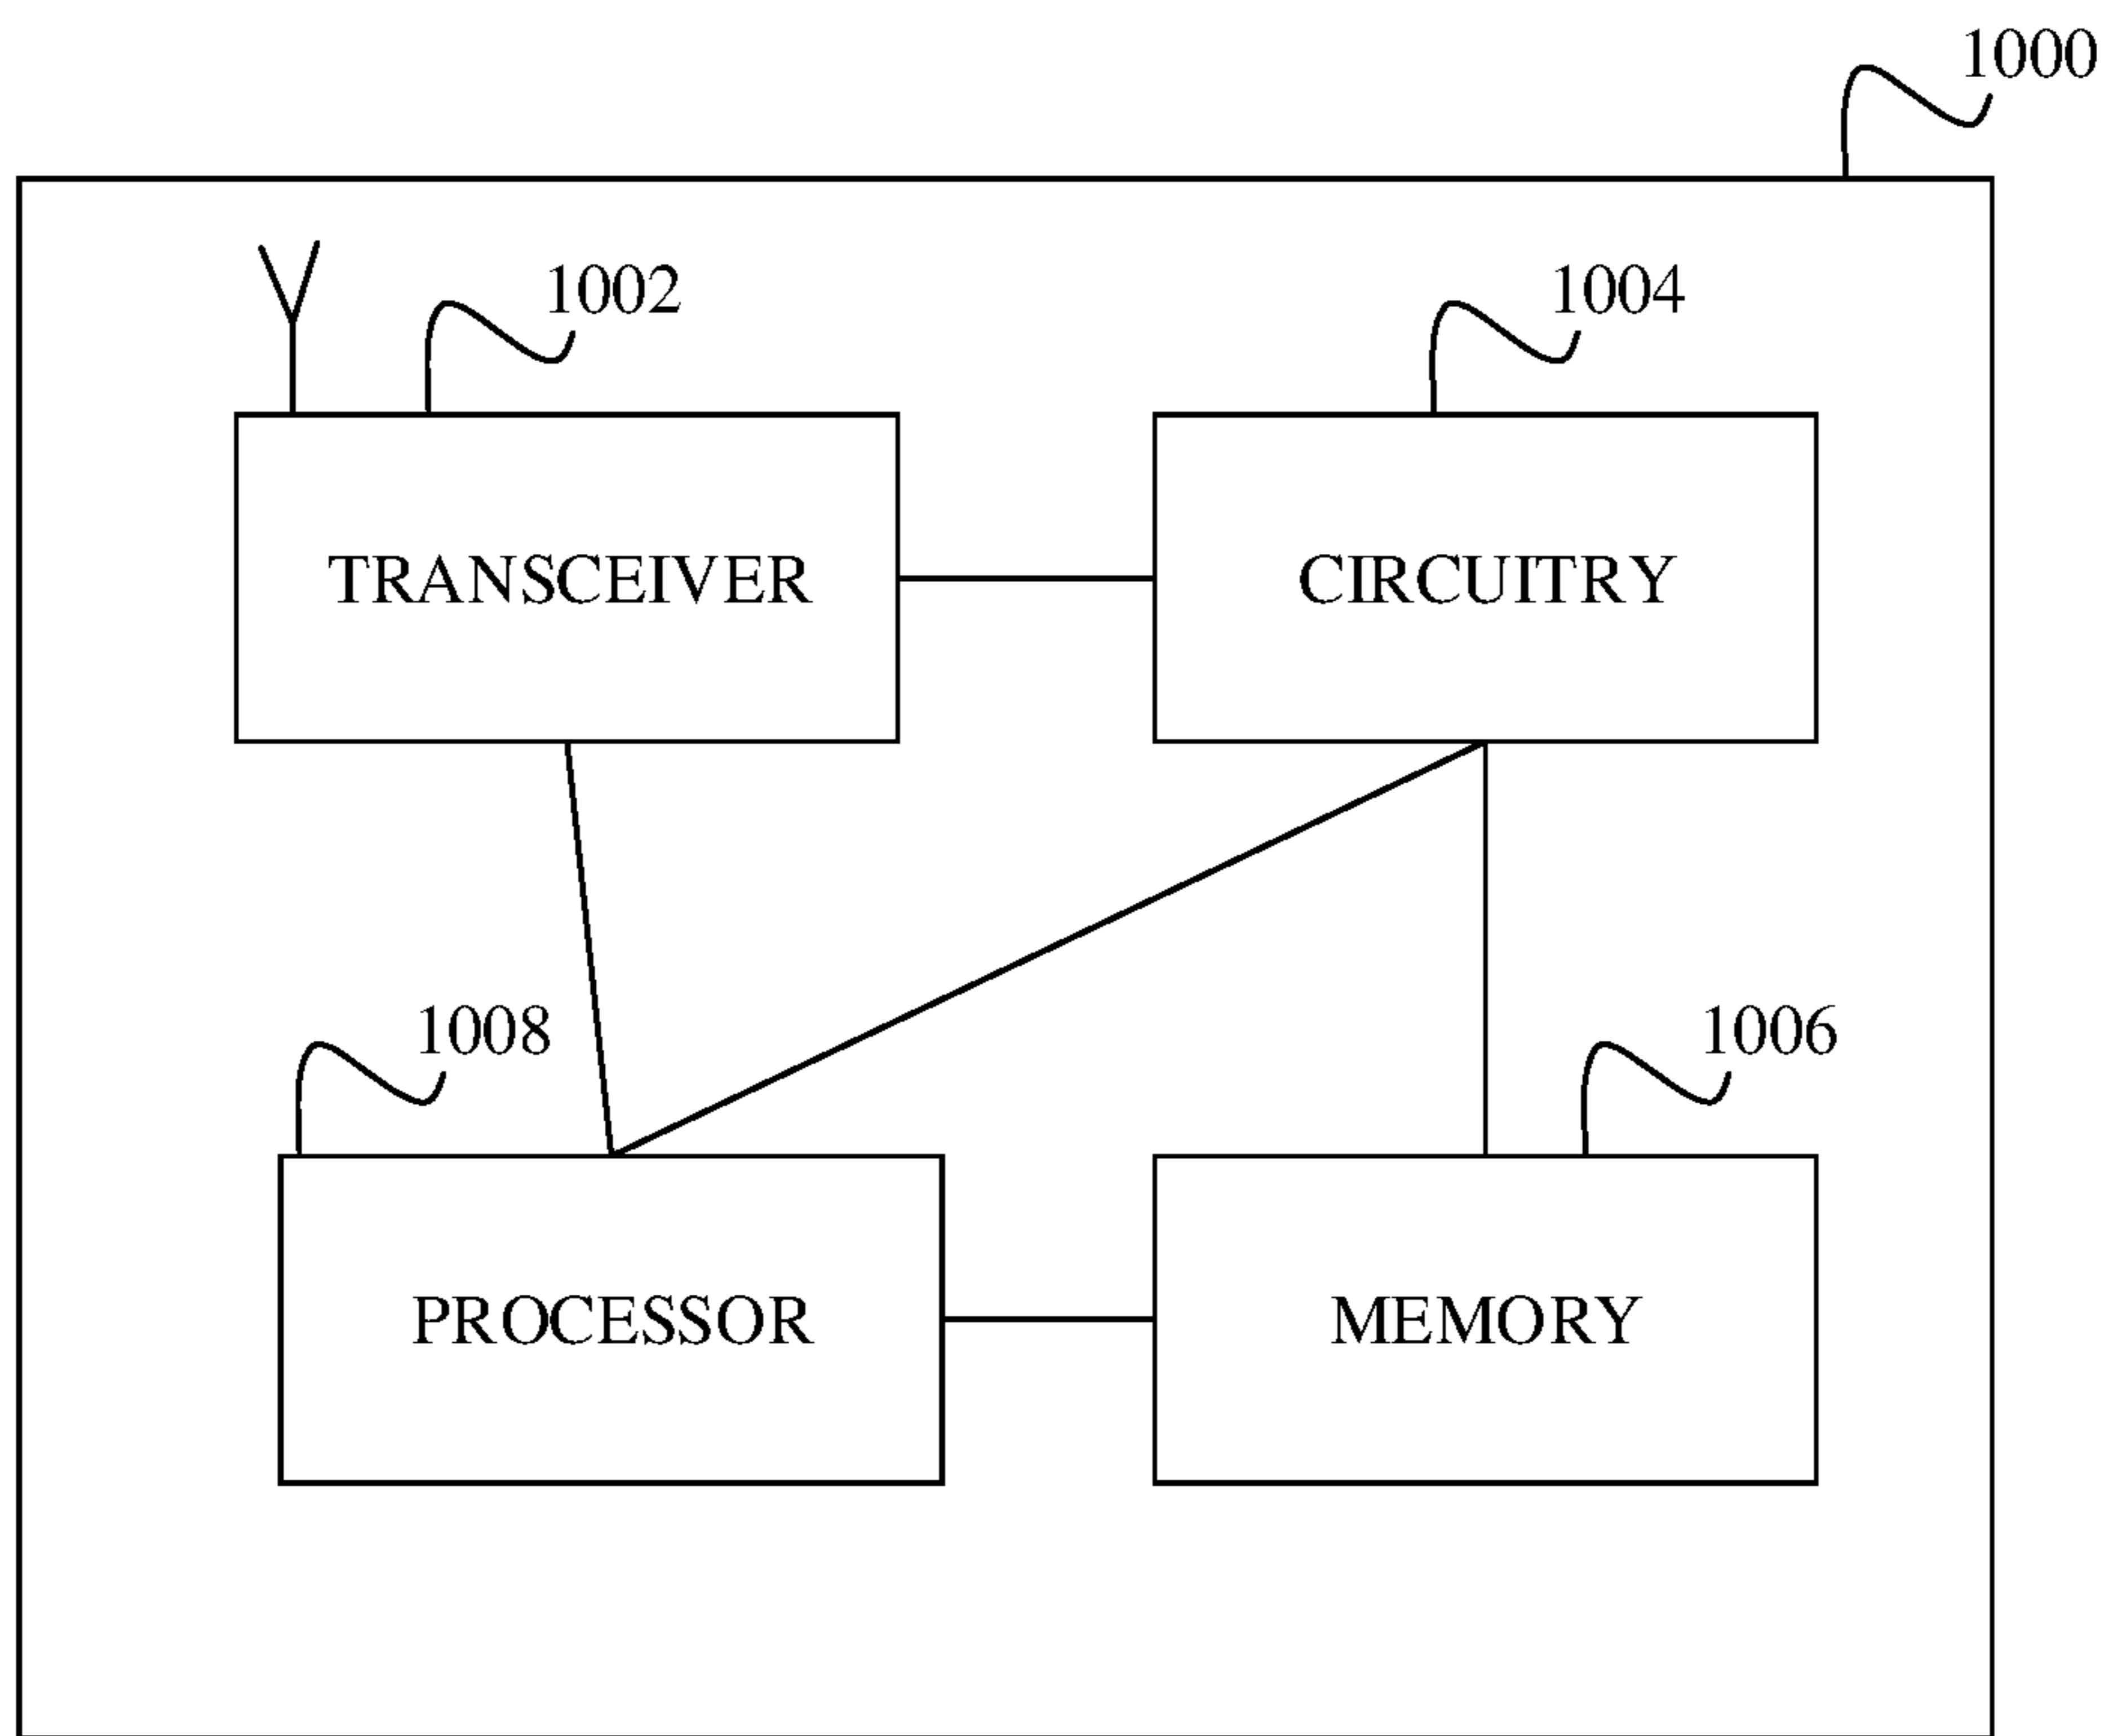 1000
1002
1004
TRANSCEIVER
CIRCUITRY
1008
1006
PROCESSOR
MEMORY